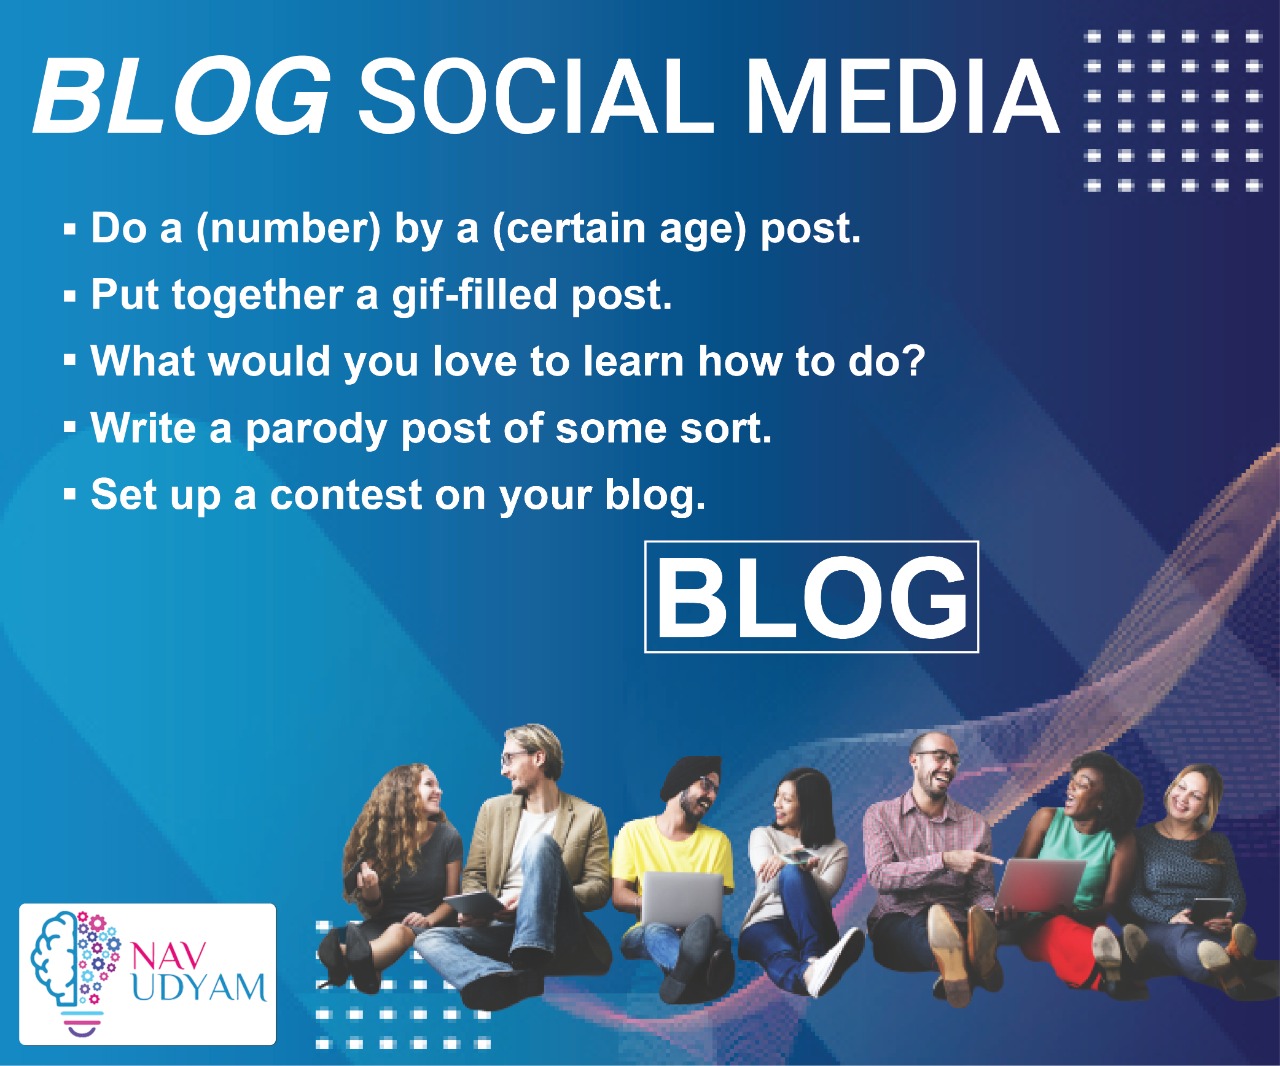 BLOG SOCIAL MEDIA
▪ Do a (number) by a (certain age) post.
▪ Put together a gif-filled post.
▪ What would you love to learn how to do?
▪ Write a parody post of some sort.
▪ Set up a contest on your blog.
BLOG
NAV
UDYAM